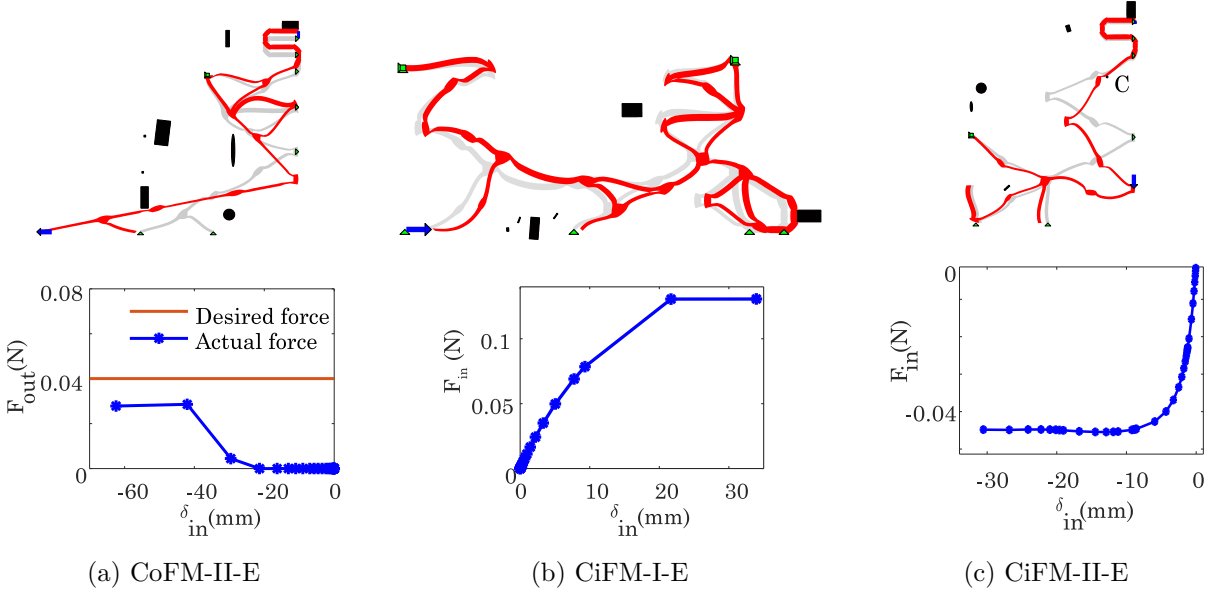 C
0.08
0.04
0
F_out(N)
Desired force
Actual force
-60
-40
-20
0
δ_in(mm)
0.1
0.05
0
F_in (N)
0
10
20
30
δ_in(mm)
0
-0.04
F_in(N)
-30
-20
-10
0
δ_in(mm)
(a) CoFM-II-E
(b) CiFM-I-E
(c) CiFM-II-E